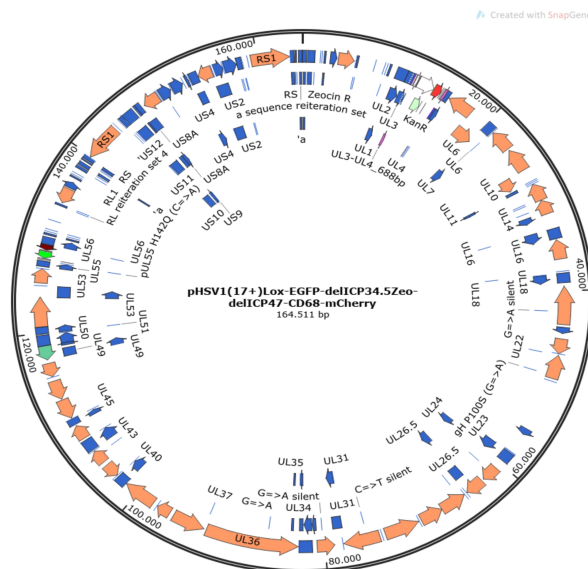 Created with SnapGene
160.000
RS1
20.000
US4
US2
RS
Zeocin R
UL2
UL3
KanR
a sequence reiteration set
'a
US12
US8A
US4
US2
UL1
UL3-UL4_688bp
UL4
UL6
UL6
UL7
RS1
140.000
RS
RL1
RL reiteration set 4
'a
US11
US8A
US10
US9
UL10
UL11
UL14
UL16
UL16
UL18
UL18
40.000
UL56
UL56
UL55
pUL55 H142Q (C=>A)
UL53
UL53
UL51
UL50
UL49
UL49
120.000
pHSV1(17+)Lox-EGFP-delICP34.5Zeo-
delICP47-CD68-mCherry
164.511 bp
G=>A silent
UL22
gH P100S (G=>A)
UL23
UL24
UL26.5
UL26.5
60.000
UL45
UL43
UL40
100.000
UL37
UL36
UL35
G=>A silent
G=>A
UL34
UL31
UL31
C=>T silent
80.000